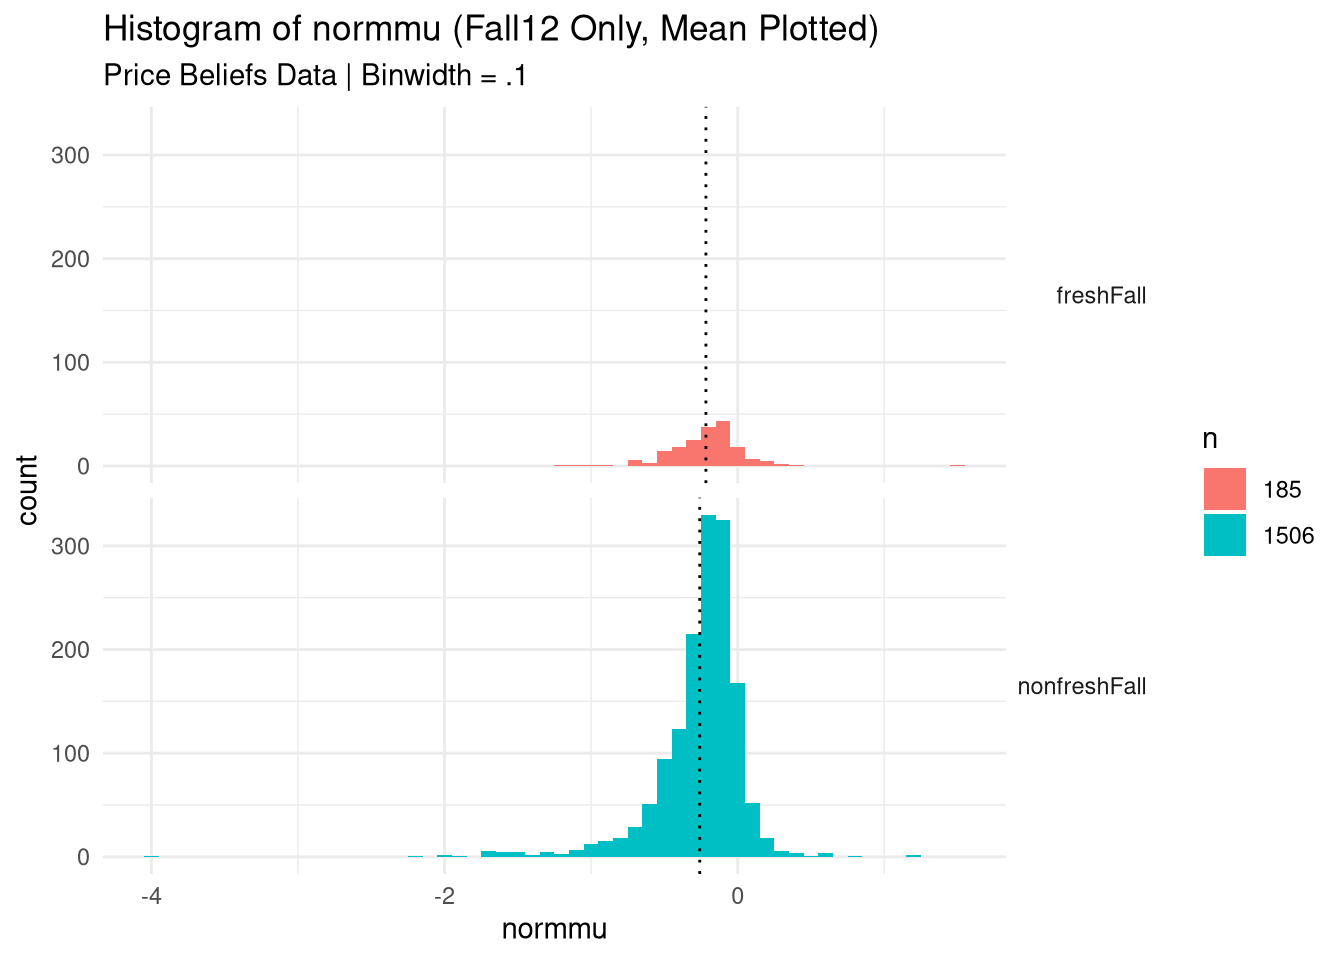 Histogram of normmu (Fall12 Only, Mean Plotted)
Price Beliefs Data | Binwidth = .1
300
200
100
0
freshFall
count
300
200
100
0
nonfreshFall
-4
-2
0
normmu
n
185
1506